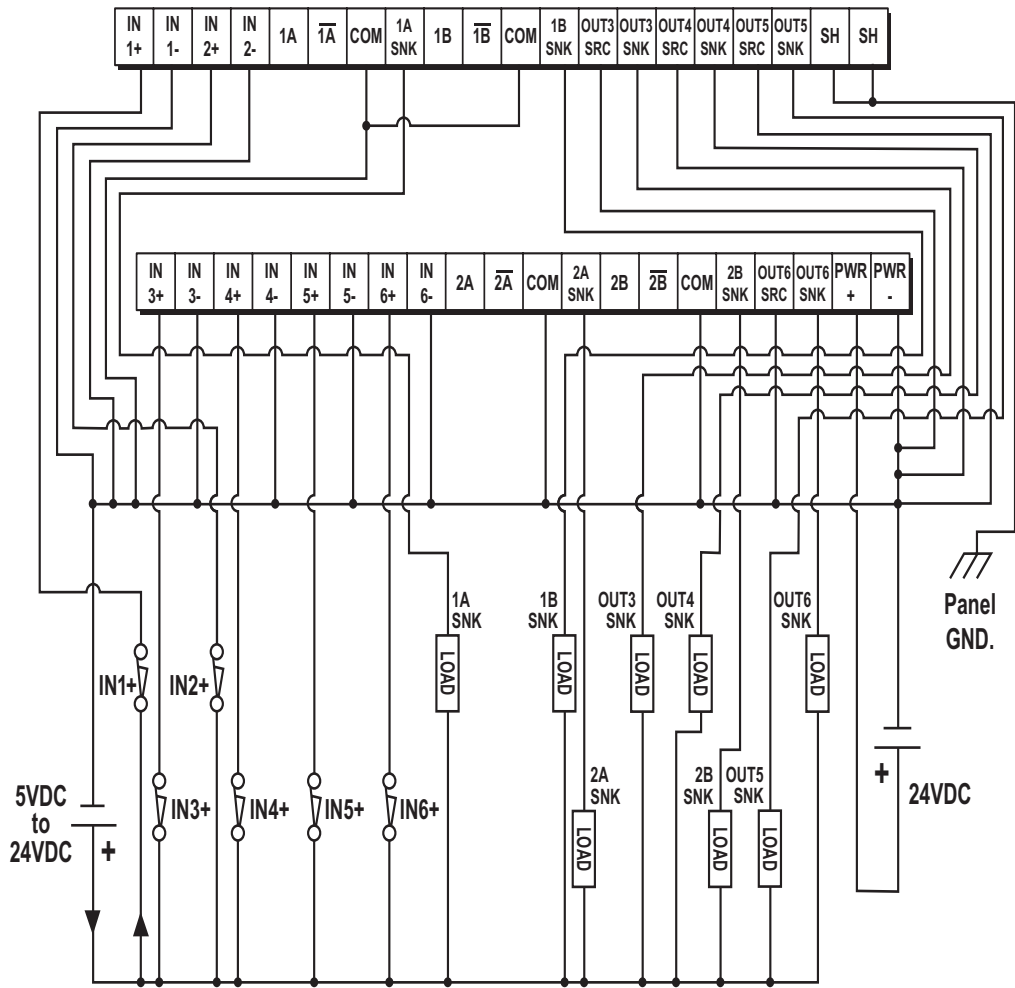 IN 1+
IN 1-
IN 2+
IN 2-
1A
1A̅
COM
1A SNK
1B
1B̅
COM
1B SNK
OUT3 SRC
OUT3 SNK
OUT4 SRC
OUT4 SNK
OUT5 SRC
OUT5 SNK
SH
SH
IN 3+
IN 3-
IN 4+
IN 4-
IN 5+
IN 5-
IN 6+
IN 6-
2A
2A̅
COM
2A SNK
2B
2B̅
COM
2B SNK
OUT6 SRC
OUT6 SNK
PWR +
PWR -
Panel
GND.
1A
SNK
1B
SNK
OUT3
SNK
OUT4
SNK
OUT6
SNK
LOAD
LOAD
LOAD
LOAD
LOAD
IN1+
IN2+
2A
SNK
2B
SNK
OUT5
SNK
LOAD
LOAD
LOAD
IN3+
IN4+
IN5+
IN6+
5VDC
to
24VDC
+
+
24VDC